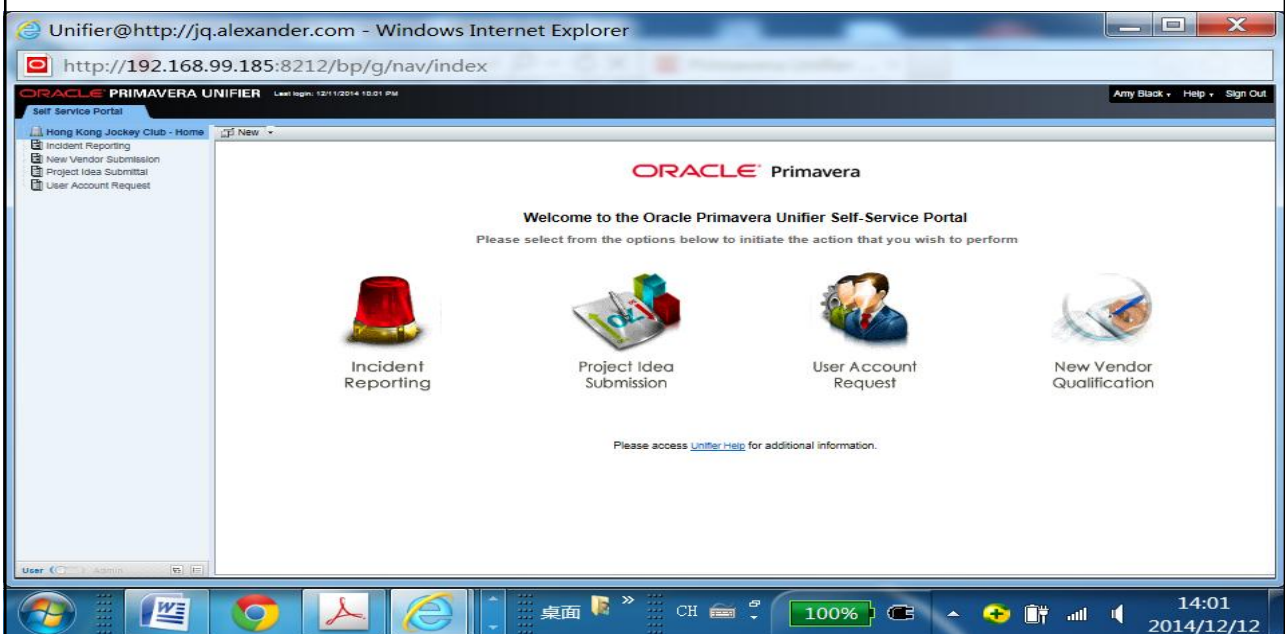 Unifier@http://jq.alexander.com - Windows Internet Explorer
http://192.168.99.185:8212/bp/g/nav/index
ORACLE PRIMAVERA UNIFIER Last login: 12/11/2014 10:01 PM
Amy Black Help Sign Out
Self Service Portal
Hong Kong Jockey Club - Home
New
Incident Reporting
New Vendor Submission
Project Idea Submittal
User Account Request
ORACLE Primavera
Welcome to the Oracle Primavera Unifier Self-Service Portal
Please select from the options below to initiate the action that you wish to perform
Incident
Reporting
Project Idea
Submission
User Account
Request
New Vendor
Qualification
Please access Unifier Help for additional information.
User Admin
桌面 » CH 100% 14:01
2014/12/12